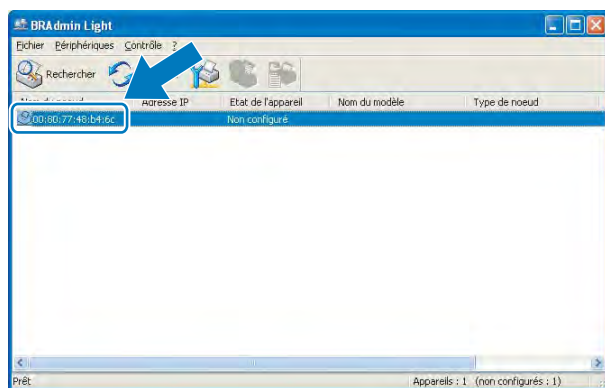 BRAdmin Light
Fichier Périphériques Contrôle ?
Rechercher
Adresse IP Etat de l'appareil Nom du modèle Type de noeud
00:80:77:48:b4:6c Non configuré
Prêt Appareils : 1 (non configurés : 1)